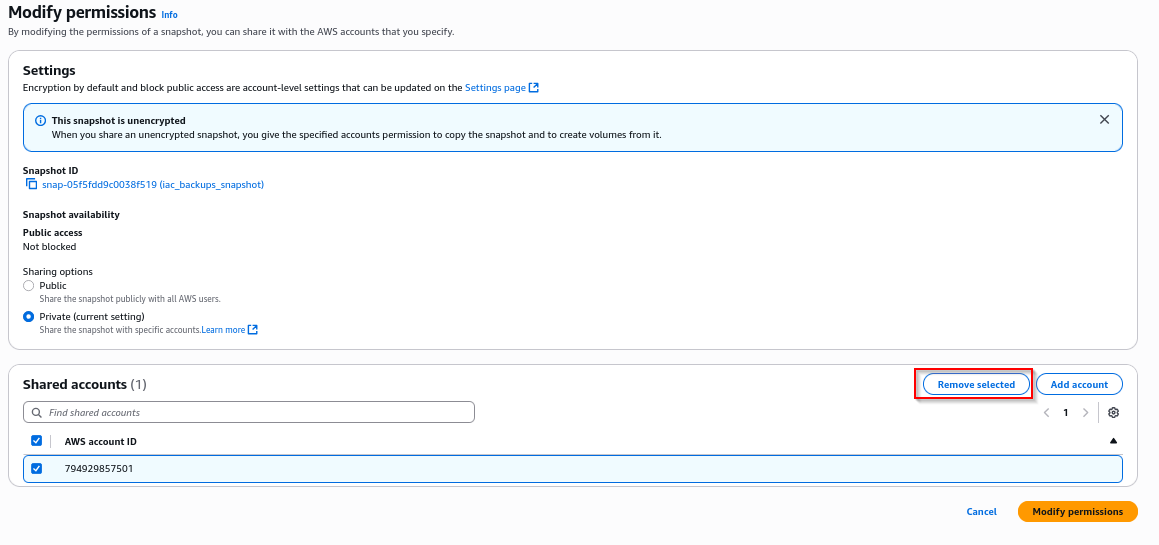 Modify permissions Info
By modifying the permissions of a snapshot, you can share it with the AWS accounts that you specify.
Settings
Encryption by default and block public access are account-level settings that can be updated on the Settings page
This snapshot is unencrypted
When you share an unencrypted snapshot, you give the specified accounts permission to copy the snapshot and to create volumes from it.
Snapshot ID
snap-05f5fdd9c0038f519 (iac_backups_snapshot)
Snapshot availability
Public access
Not blocked
Sharing options
Public
Share the snapshot publicly with all AWS users.
Private (current setting)
Share the snapshot with specific accounts.Learn more
Shared accounts (1)
Remove selected
Add account
Find shared accounts
1
AWS account ID
794929857501
Cancel
Modify permissions